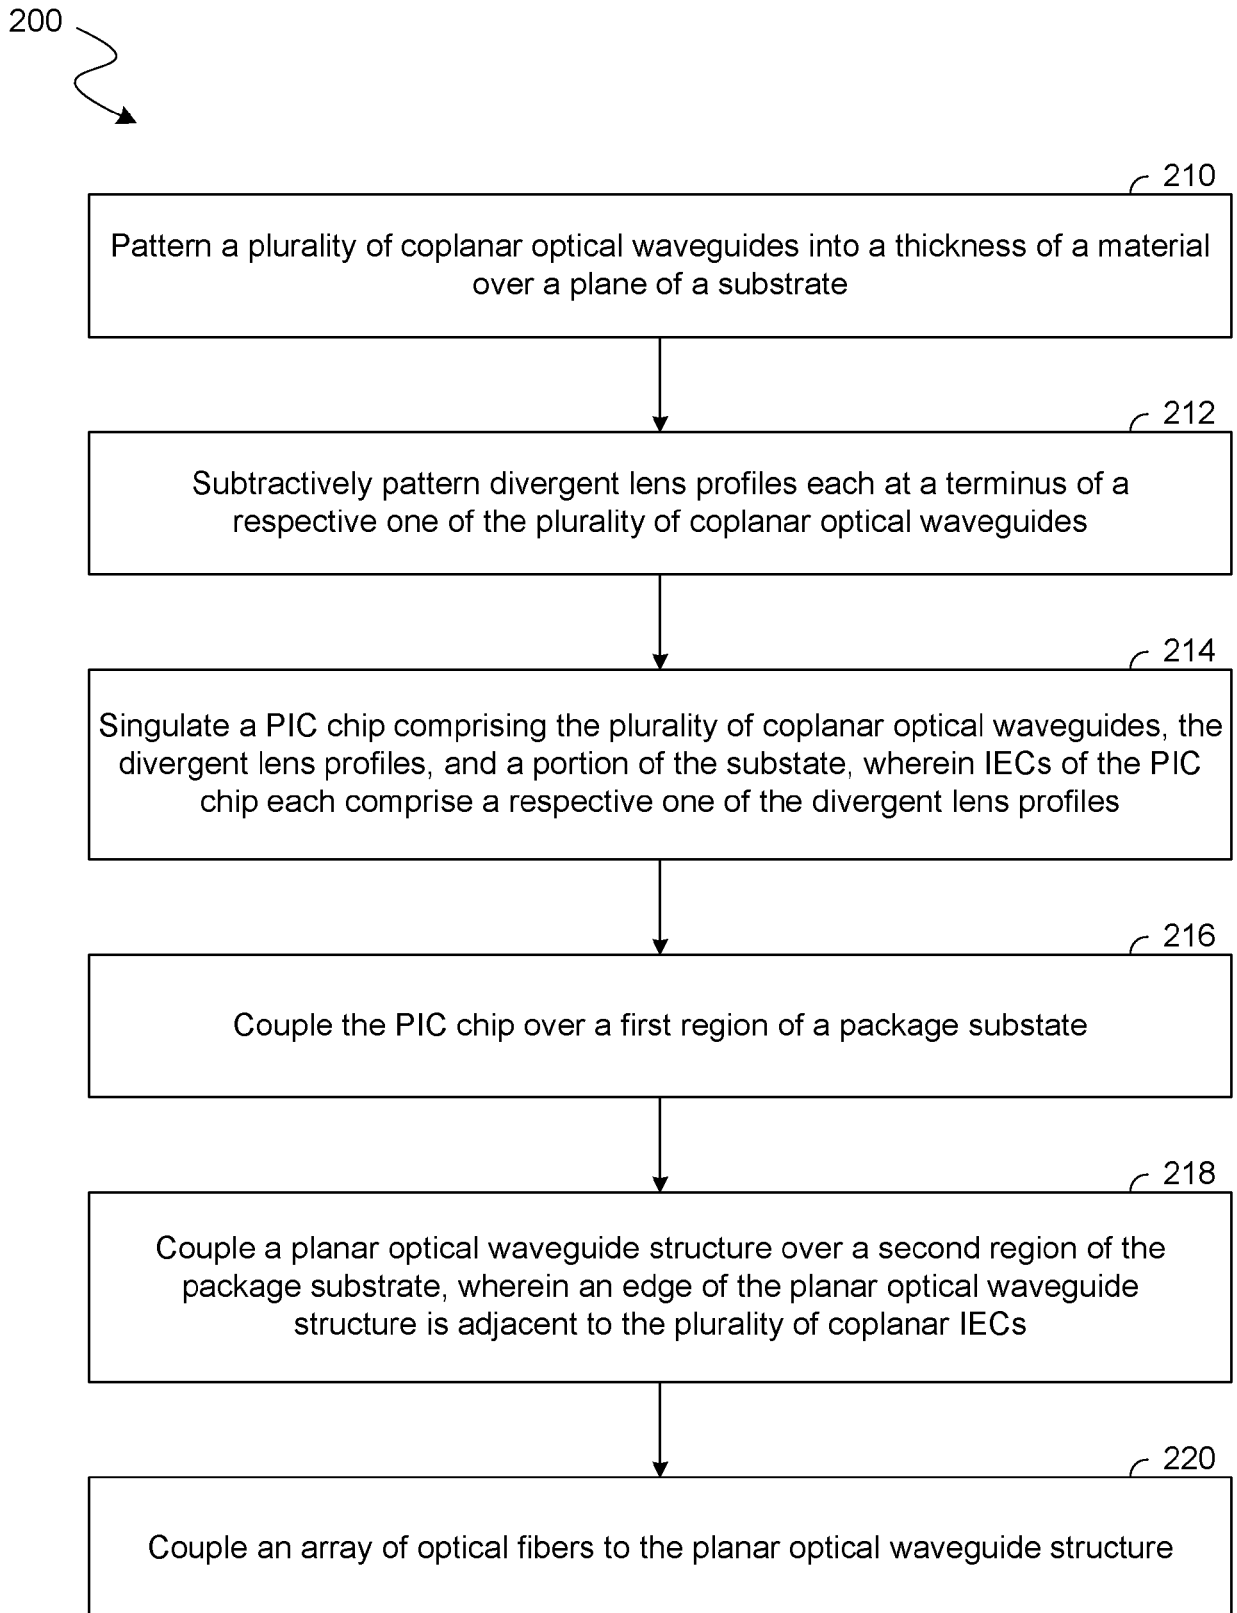 200
210
Pattern a plurality of coplanar optical waveguides into a thickness of a material
over a plane of a substrate
212
Subtractively pattern divergent lens profiles each at a terminus of a
respective one of the plurality of coplanar optical waveguides
214
Singulate a PIC chip comprising the plurality of coplanar optical waveguides, the
divergent lens profiles, and a portion of the substate, wherein IECs of the PIC
chip each comprise a respective one of the divergent lens profiles
216
Couple the PIC chip over a first region of a package substate
218
Couple a planar optical waveguide structure over a second region of the
package substrate, wherein an edge of the planar optical waveguide
structure is adjacent to the plurality of coplanar IECs
220
Couple an array of optical fibers to the planar optical waveguide structure